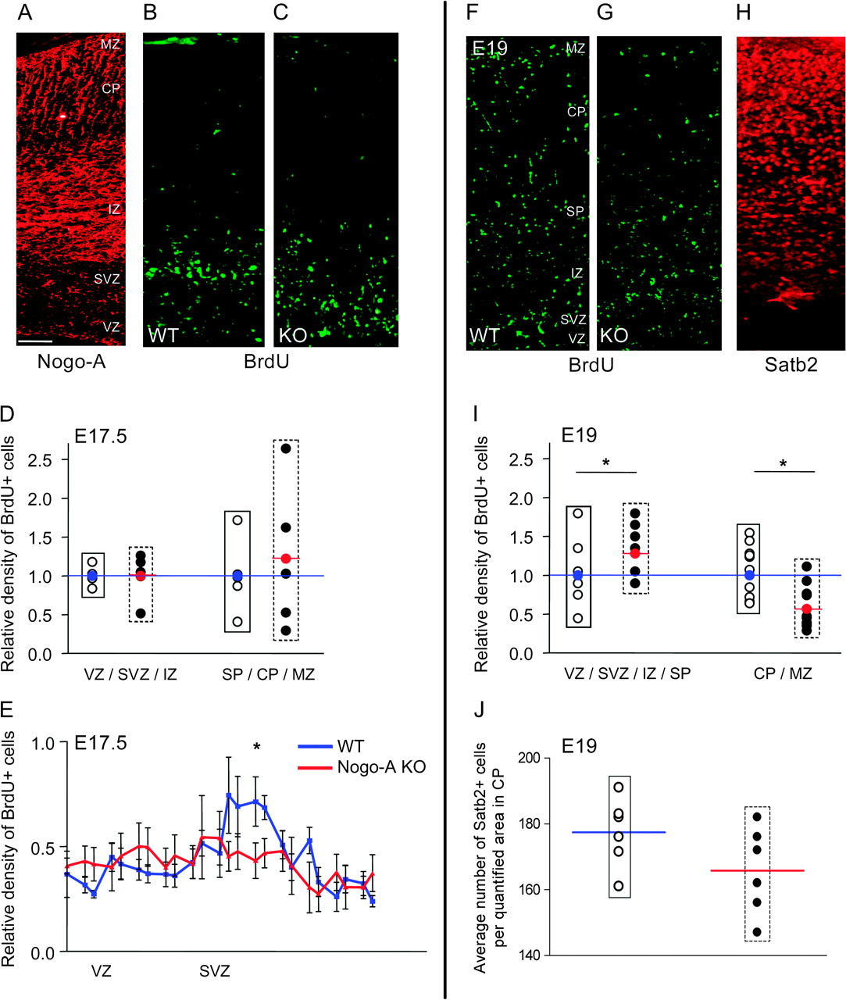 A
B
C
MZ
CP
IZ
SVZ
VZ
WT
KO
Nogo-A
BrdU
F
G
H
E19
MZ
CP
SP
IZ
SVZ
VZ
WT
KO
BrdU
Satb2
D
E17.5
Relative density of BrdU+ cells
2.5
2.0
1.5
1.0
0.5
0.0
VZ / SVZ / IZ
SP / CP / MZ
I
E19
Relative density of BrdU+ cells
2.5
2.0
1.5
1.0
0.5
0.0
*
*
VZ / SVZ / IZ / SP
CP / MZ
E
E17.5
Relative density of BrdU+ cells
1.0
0.5
0.0
*
WT
Nogo-A KO
VZ
SVZ
J
E19
Average number of Satb2+ cells
per quantified area in CP
200
180
160
140